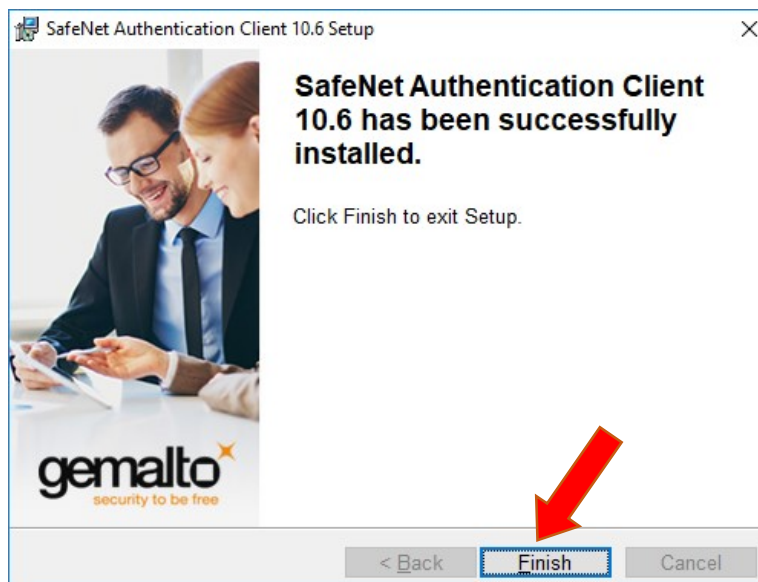 SafeNet Authentication Client 10.6 Setup
SafeNet Authentication Client
10.6 has been successfully
installed.
Click Finish to exit Setup.
gemalto
security to be free
< Back
Finish
Cancel